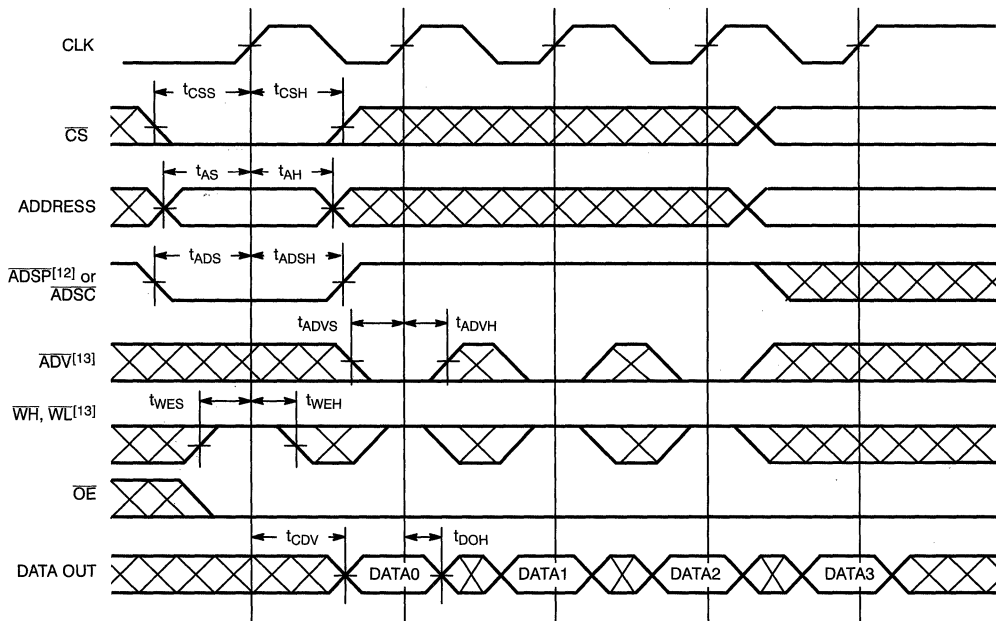 CLK
tCSS tCSH
CS
tAS tAH
ADDRESS
tADS tADSH
ADSP[12] or
ADSC
tADVS tADVH
ADV[13]
tWES tWEH
WH, WL[13]
OE
tCDV tDOH
DATA OUT DATA0 DATA1 DATA2 DATA3